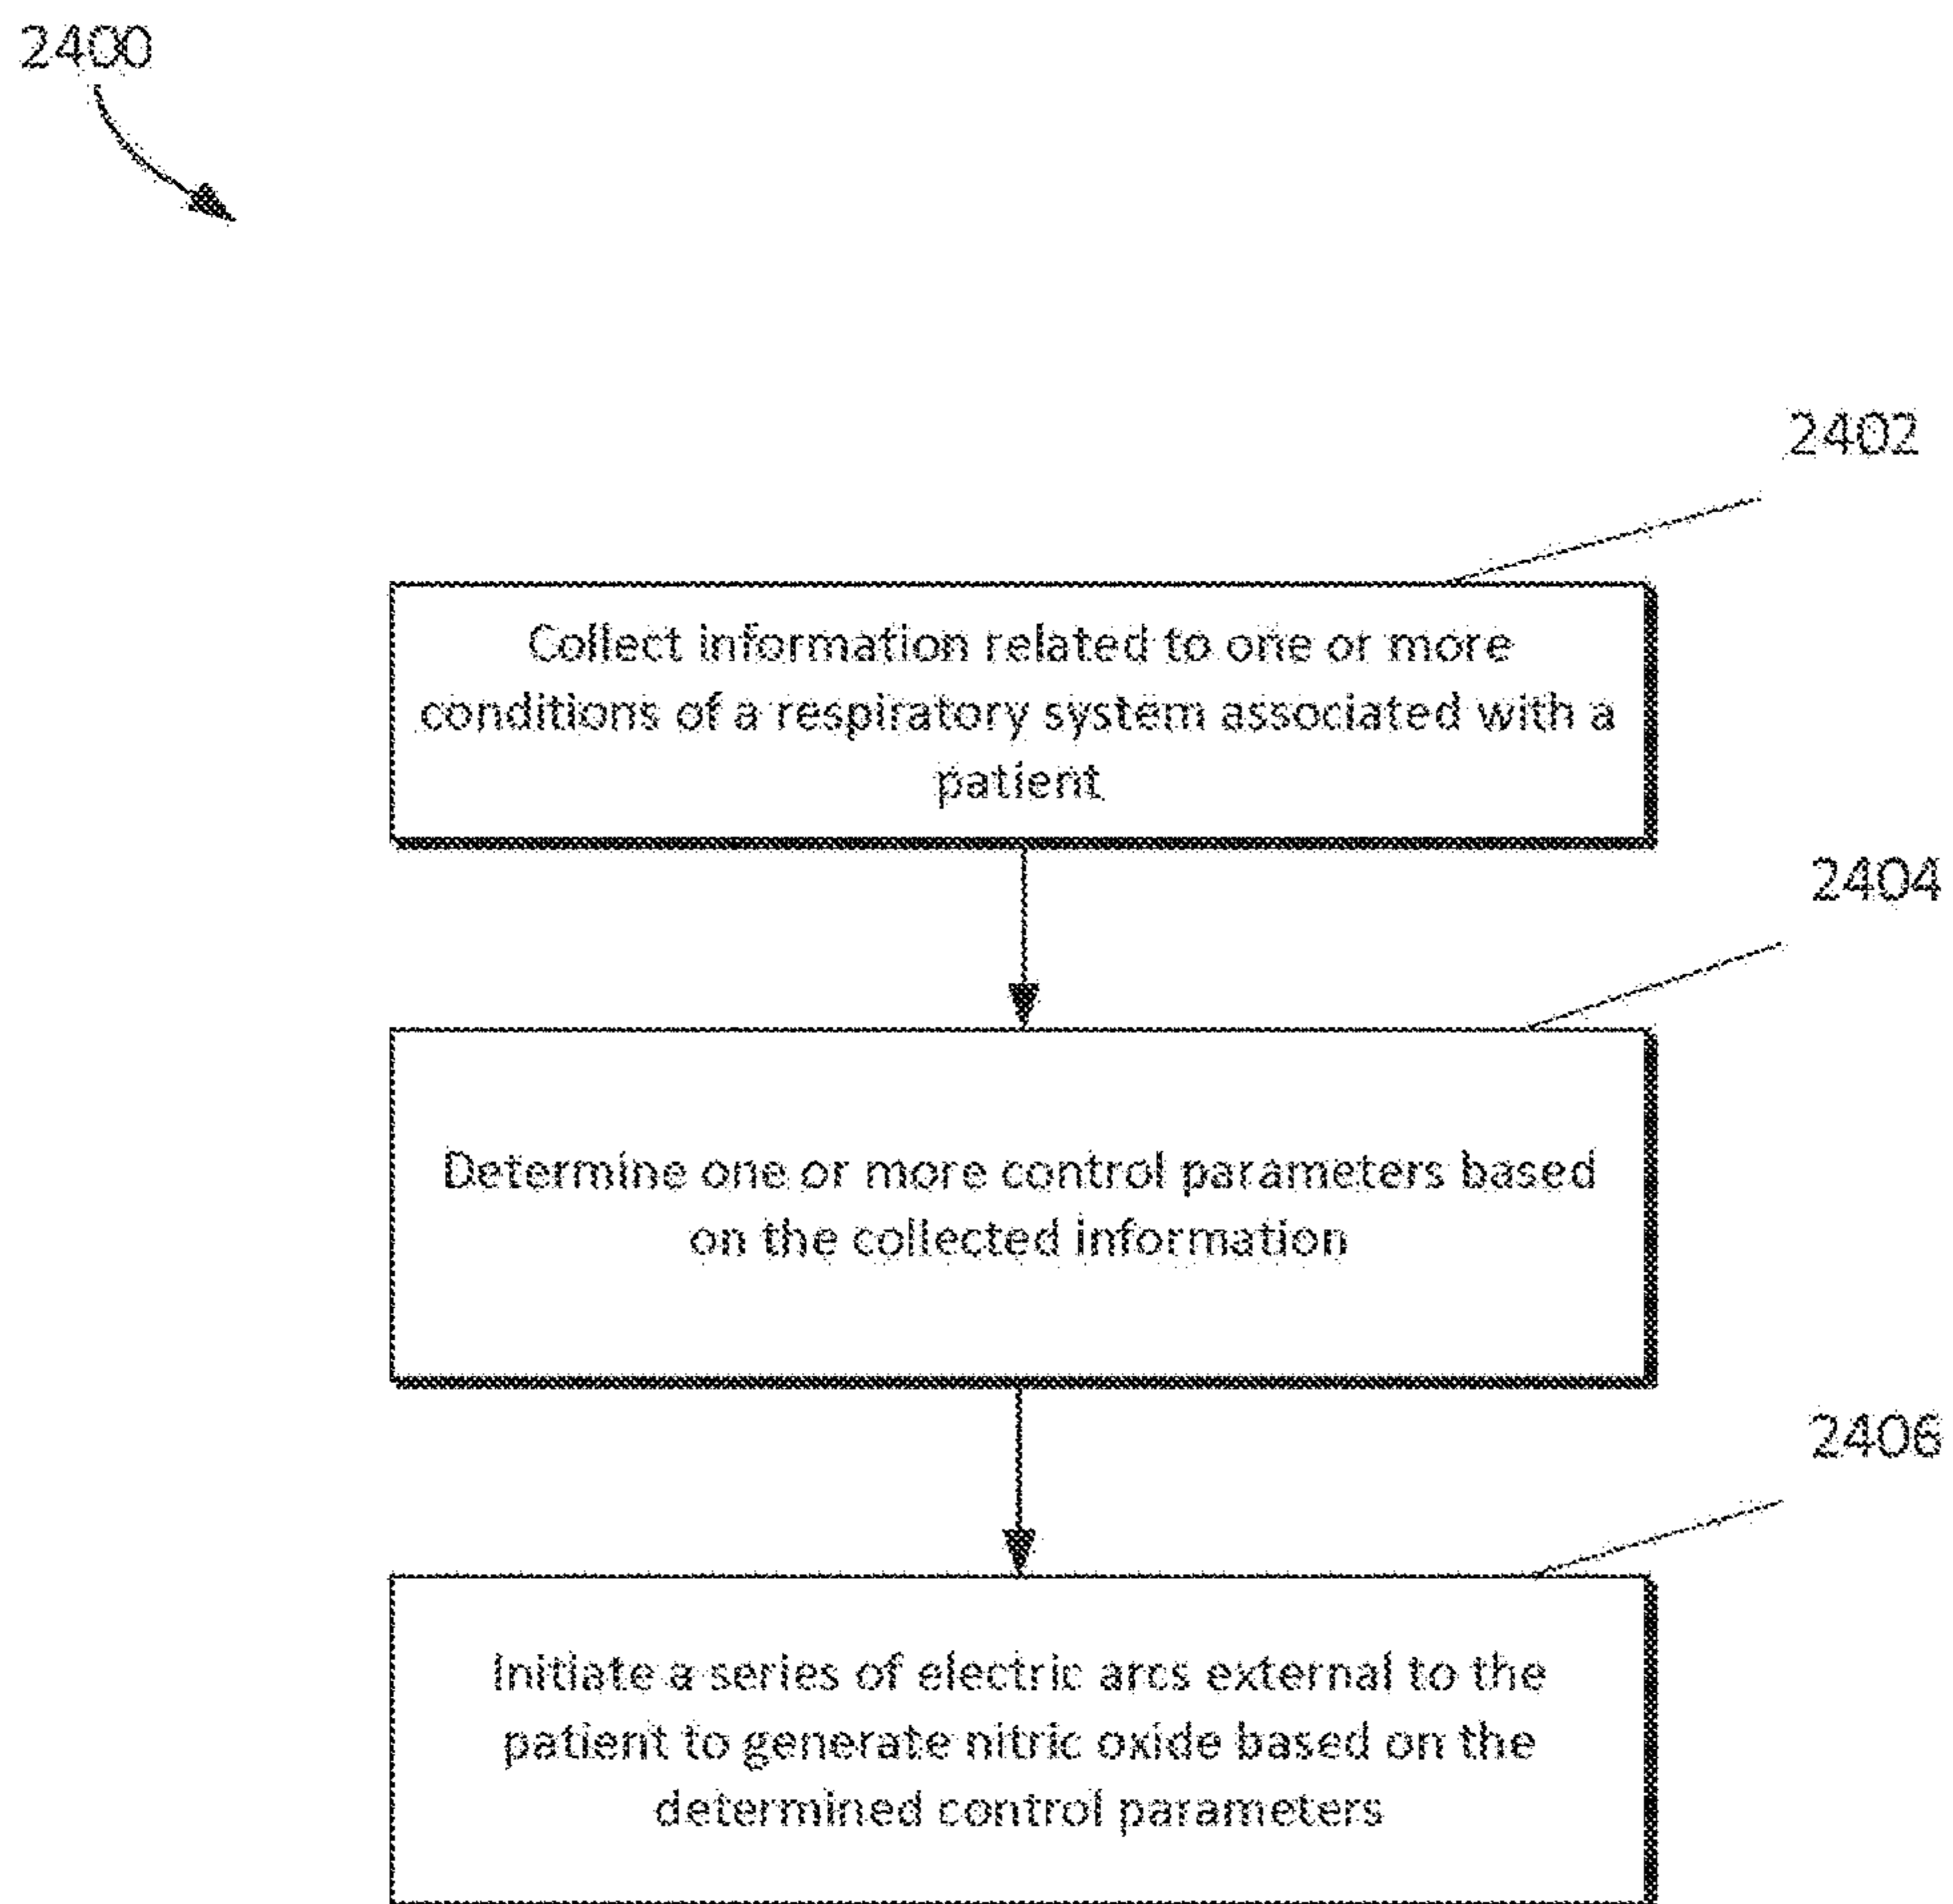 2400
2402
Collect information related to one or more
conditions of a respiratory system associated with a
patient
2404
Determine one or more control parameters based
on the collected information
2406
Initiate a series of electric arcs external to the
patient to generate nitric oxide based on the
determined control parameters